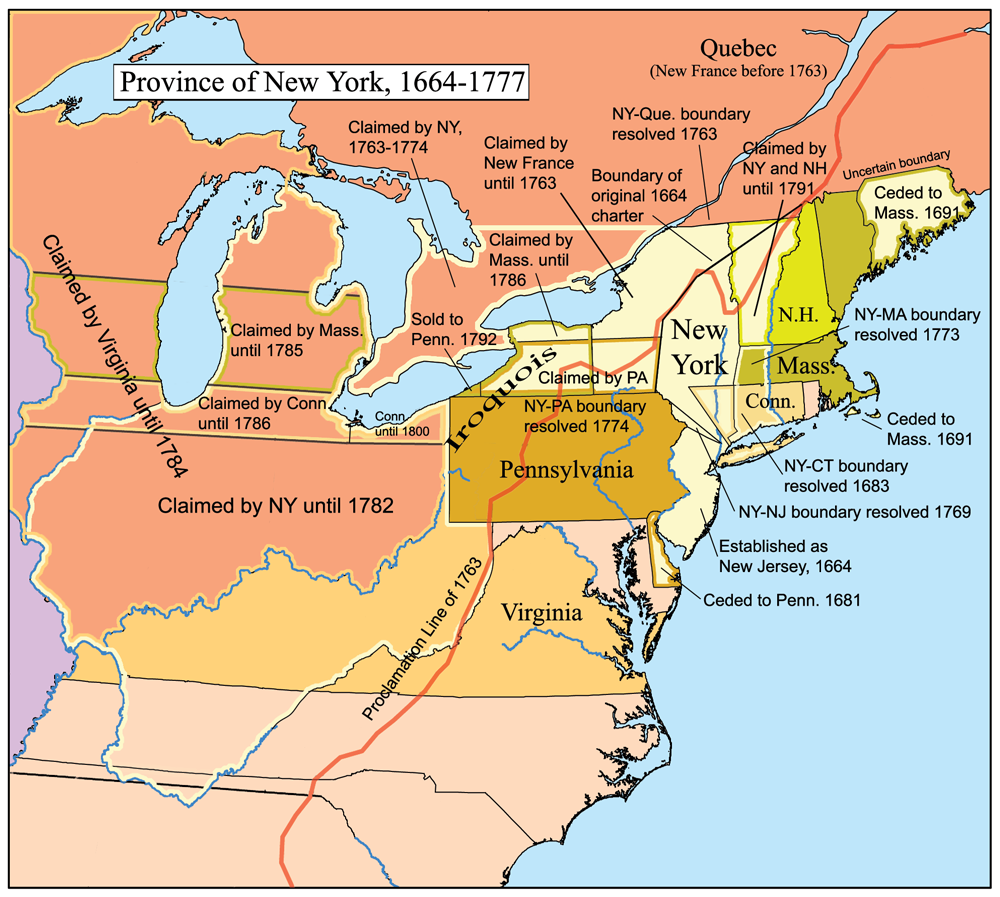 Province of New York, 1664-1777
Quebec
(New France before 1763)
Claimed by NY,
1763-1774
Claimed by
New France
until 1763
NY-Que. boundary
resolved 1763
Boundary of
original 1664
charter
Claimed by
NY and NH
until 1791
Uncertain boundary
Ceded to
Mass. 1691
Claimed by
Mass. until
1786
Claimed by Virginia until 1784
Claimed by Mass.
until 1785
Sold to
Penn. 1792
New
York
N.H.
NY-MA boundary
resolved 1773
Mass.
Iroquois
Claimed by PA
Claimed by Conn.
until 1786
Conn.
until 1800
NY-PA boundary
resolved 1774
Conn.
Ceded to
Mass. 1691
Pennsylvania
NY-CT boundary
resolved 1683
Claimed by NY until 1782
NY-NJ boundary resolved 1769
Established as
New Jersey, 1664
Ceded to Penn. 1681
Virginia
Proclamation Line of 1763